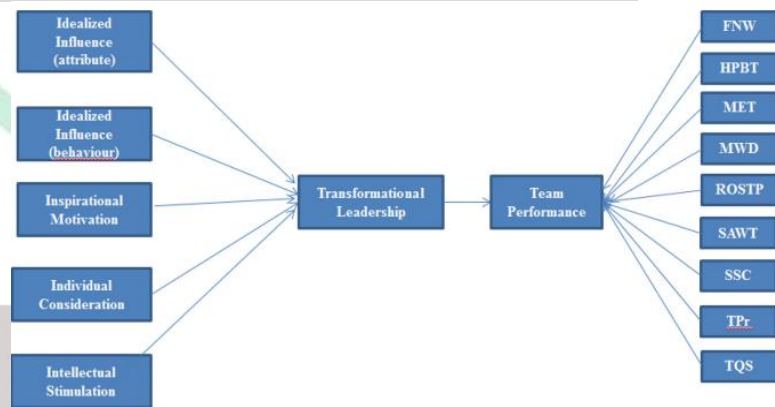 Idealized
Influence
(attribute)
Idealized
Influence
(behaviour)
Inspirational
Motivation
Individual
Consideration
Intellectual
Stimulation
Transformational
Leadership
Team
Performance
FNW
HPBT
MET
MWD
ROSTP
SAWT
SSC
TPr
TQS